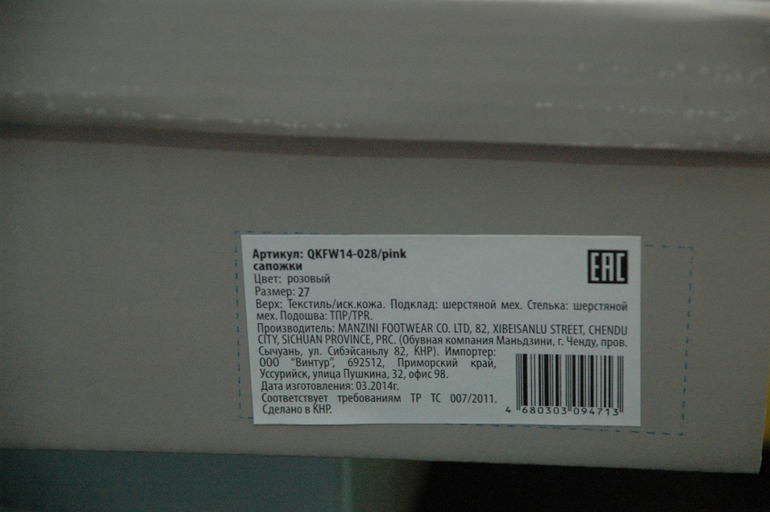 Артикул: QKFW14-028/pink
EAC
сапожки
Цвет: розовый
Размер: 27
Верх: Текстиль/иск.кожа. Подклад: шерстяной мех. Стелька: шерстяной
мех. Подошва: ТПР/TPR.
Производитель: MANZINI FOOTWEAR CO. LTD, 82, XIBEISANLU STREET, CHENDU
CITY, SICHUAN PROVINCE, PRC. (Обувная компания Маньдзини, г. Ченду, пров.
Сычуань, ул. Сибэйсаньлу 82, КНР). Импортер:
ООО "Винтур", 692512, Приморский край,
Уссурийск, улица Пушкина, 32, офис 98.
Дата изготовления: 03.2014г.
Соответствует требованиям ТР ТС 007/2011.
Сделано в КНР.
4 680303 094713